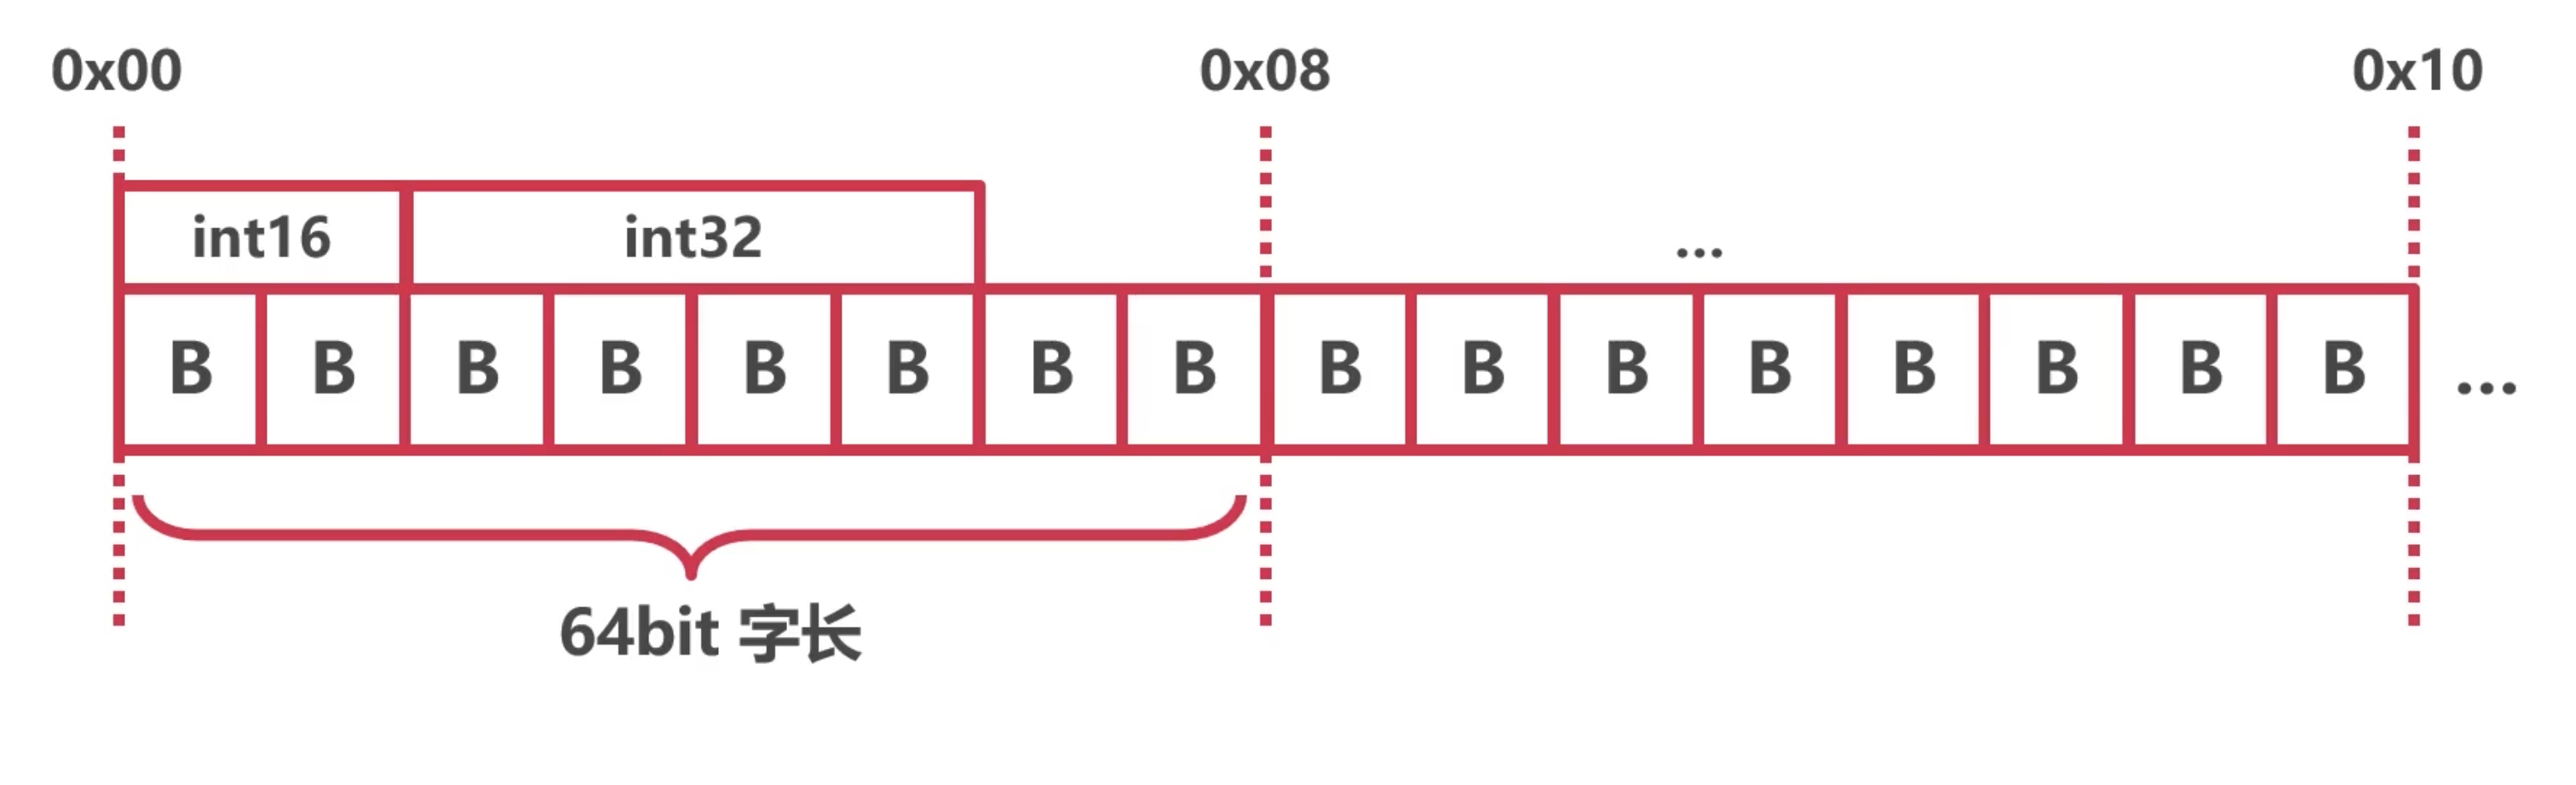 0x00 0x08 0x10
int16 int32 ...
B B B B B B B B B B B B B B B B ...
64bit 字长